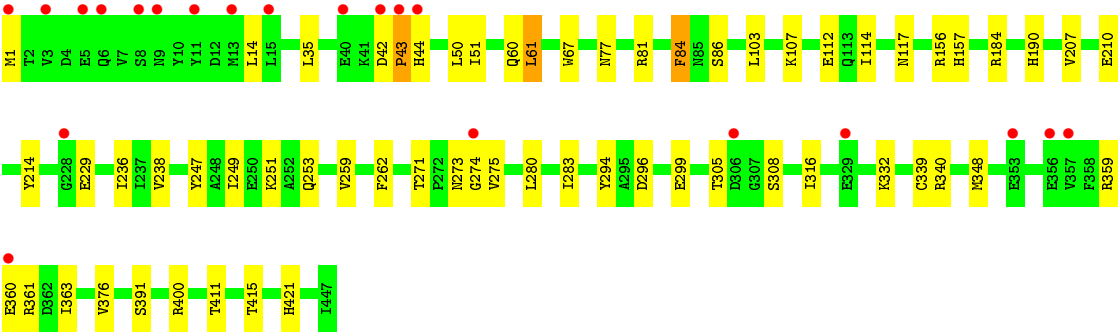 M1 T2 V3 D4 E5 Q6 V7 S8 N9 Y10 Y11 D12 M13 L14 L15 L35 E40 K41 D42 P43 H44 L50 I51 Q60 L61 W67 N77 R81 F84 N85 S86 L103 K107 E112 Q113 I114 N117 R156 H157 R184 H190 V207 E210
Y214 G228 E229 I236 I237 V238 Y247 A248 I249 E250 K251 A252 Q253 V259 F262 T271 P272 N273 G274 V275 L280 I283 Y294 A295 D296 E299 T305 D306 G307 S308 I316 E329 K332 C339 R340 M348 E353 E356 V357 F358 R359
E360 R361 D362 I363 V376 S391 R400 T411 T415 H421 I447